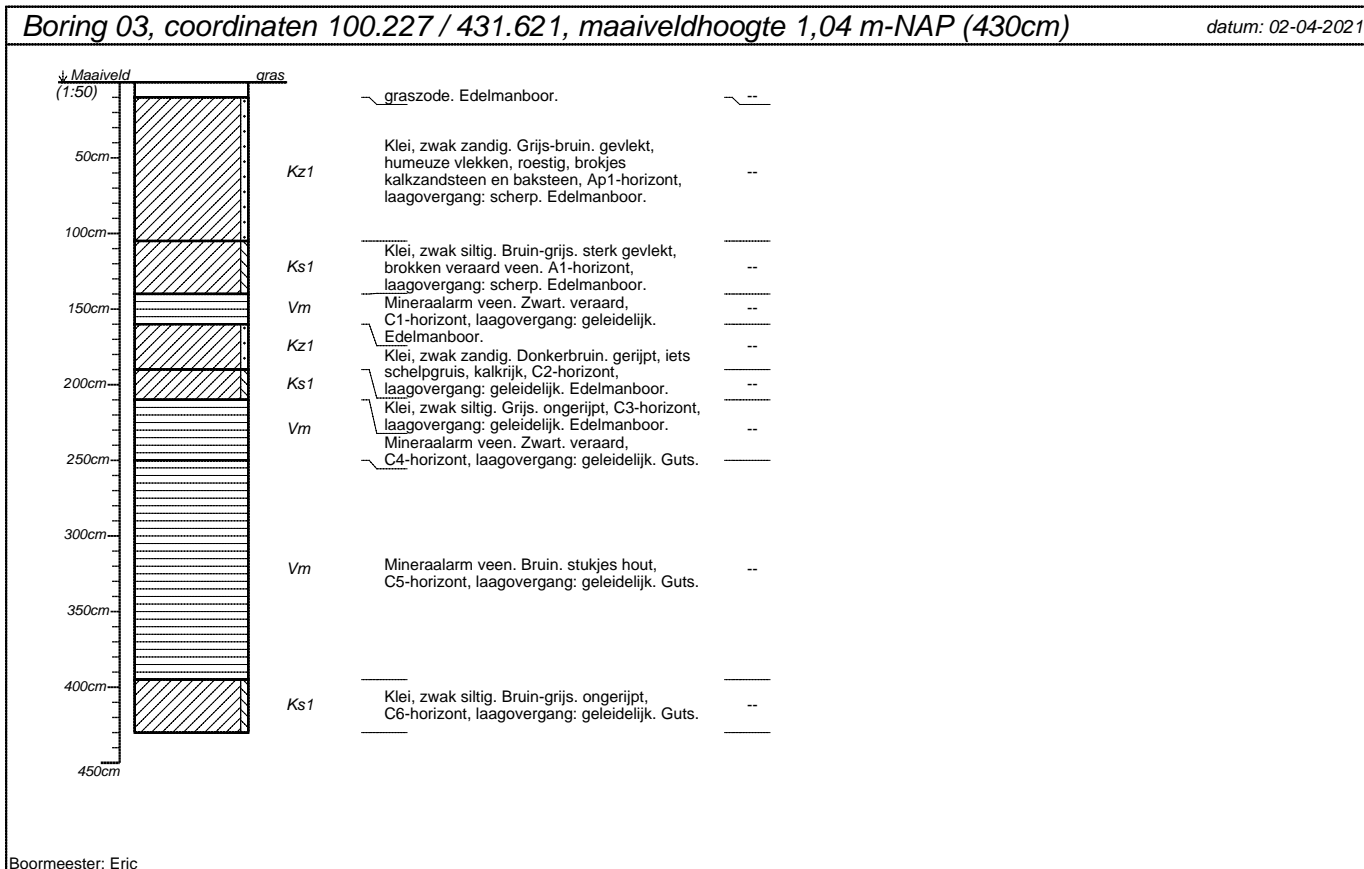 Boring 03, coordinaten 100.227 / 431.621, maaiveldhoogte 1,04 m-NAP (430cm)
datum: 02-04-2021
Maaiveld
gras
(1:50)
graszode. Edelmanboor.
--
50cm
Kz1
Klei, zwak zandig. Grijs-bruin. gevlekt,
humeuze vlekken, roestig, brokjes
kalkzandsteen en baksteen, Ap1-horizont,
laagovergang: scherp. Edelmanboor.
--
100cm
Ks1
Klei, zwak siltig. Bruin-grijs. sterk gevlekt,
brokken veraard veen. A1-horizont,
laagovergang: scherp. Edelmanboor.
--
150cm
Vm
Mineraalarm veen. Zwart. veraard,
C1-horizont, laagovergang: geleidelijk.
Edelmanboor.
--
Kz1
Klei, zwak zandig. Donkerbruin. gerijpt, iets
schelpgruis, kalkrijk, C2-horizont,
laagovergang: geleidelijk. Edelmanboor.
--
200cm
Ks1
Klei, zwak siltig. Grijs. ongerijpt, C3-horizont,
laagovergang: geleidelijk. Edelmanboor.
--
Vm
Mineraalarm veen. Zwart. veraard,
C4-horizont, laagovergang: geleidelijk. Guts.
--
250cm
300cm
Vm
Mineraalarm veen. Bruin. stukjes hout,
C5-horizont, laagovergang: geleidelijk. Guts.
--
350cm
400cm
Ks1
Klei, zwak siltig. Bruin-grijs. ongerijpt,
C6-horizont, laagovergang: geleidelijk. Guts.
--
450cm
Boormeester: Eric